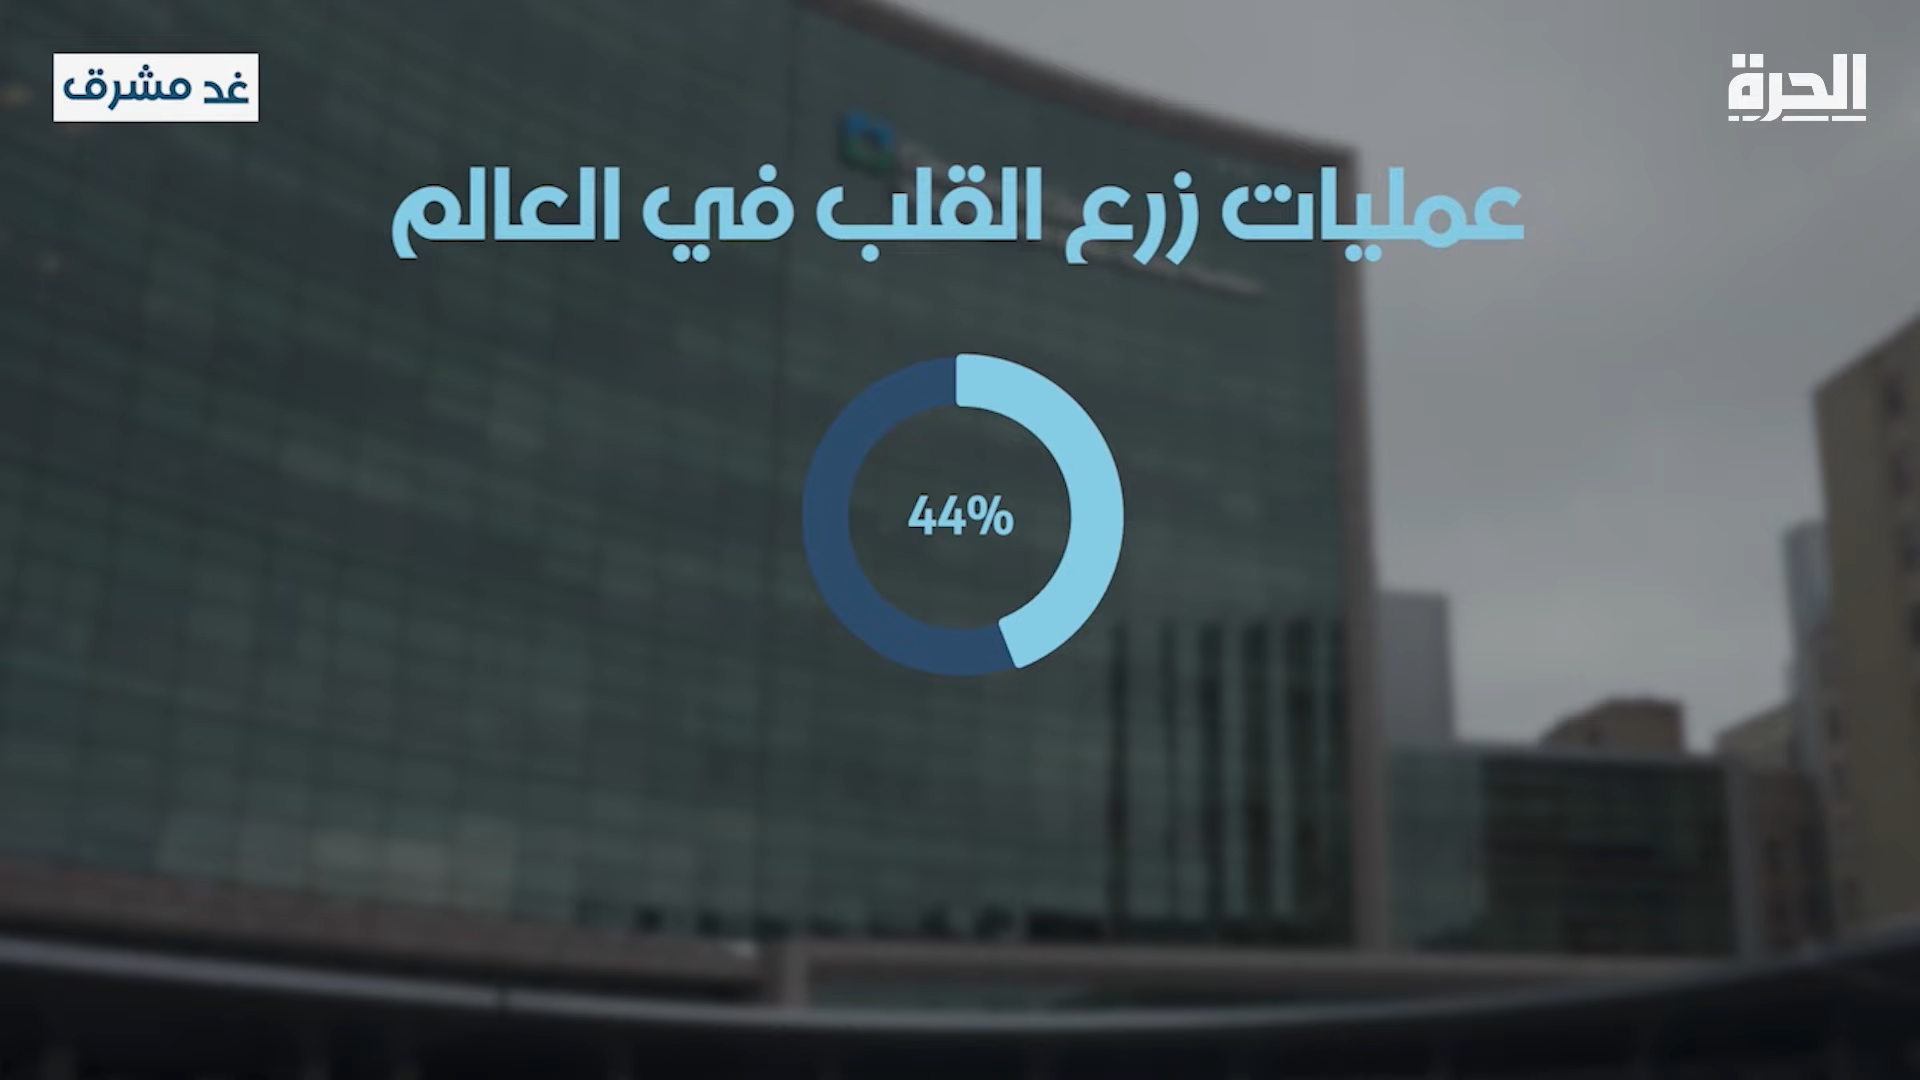 غد مشرق
الحرة
عمليات زرع القلب في العالم
44%